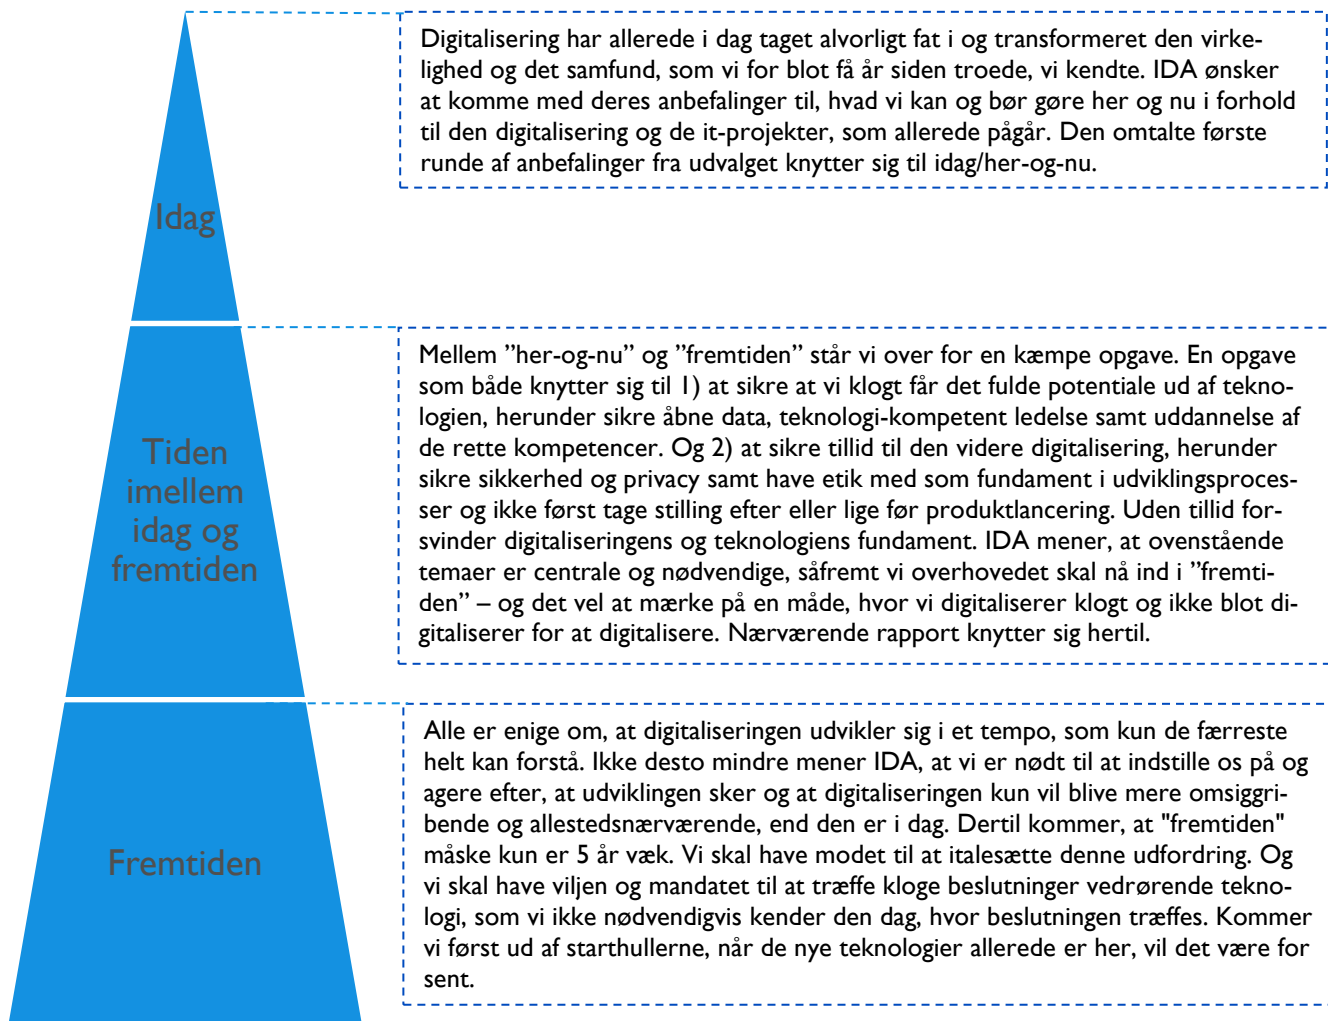 Digitalisering har allerede i dag taget alvorligt fat i og transformeret den virke-
lighed og det samfund, som vi for blot få år siden troede, vi kendte. IDA ønsker
at komme med deres anbefalinger til, hvad vi kan og bør gøre her og nu i forhold
til den digitalisering og de it-projekter, som allerede pågår. Den omtalte første
runde af anbefalinger fra udvalget knytter sig til idag/her-og-nu.
Idag
Mellem ”her-og-nu” og ”fremtiden” står vi over for en kæmpe opgave. En opgave
som både knytter sig til 1) at sikre at vi klogt får det fulde potentiale ud af tekno-
logien, herunder sikre åbne data, teknologi-kompetent ledelse samt uddannelse af
de rette kompetencer. Og 2) at sikre tillid til den videre digitalisering, herunder
sikre sikkerhed og privacy samt have etik med som fundament i udviklingsproces-
ser og ikke først tage stilling efter eller lige før produktlancering. Uden tillid for-
svinder digitaliseringens og teknologiens fundament. IDA mener, at ovenstående
temaer er centrale og nødvendige, såfremt vi overhovedet skal nå ind i ”fremti-
den” – og det vel at mærke på en måde, hvor vi digitaliserer klogt og ikke blot di-
gitaliserer for at digitalisere. Nærværende rapport knytter sig hertil.
Tiden
imellem
idag og
fremtiden
Alle er enige om, at digitaliseringen udvikler sig i et tempo, som kun de færreste
helt kan forstå. Ikke desto mindre mener IDA, at vi er nødt til at indstille os på og
agere efter, at udviklingen sker og at digitaliseringen kun vil blive mere omsiggri-
bende og allestedsnærværende, end den er i dag. Dertil kommer, at "fremtiden"
måske kun er 5 år væk. Vi skal have modet til at italesætte denne udfordring. Og
vi skal have viljen og mandatet til at træffe kloge beslutninger vedrørende tekno-
logi, som vi ikke nødvendigvis kender den dag, hvor beslutningen træffes. Kommer
vi først ud af starthullerne, når de nye teknologier allerede er her, vil det være for
sent.
Fremtiden